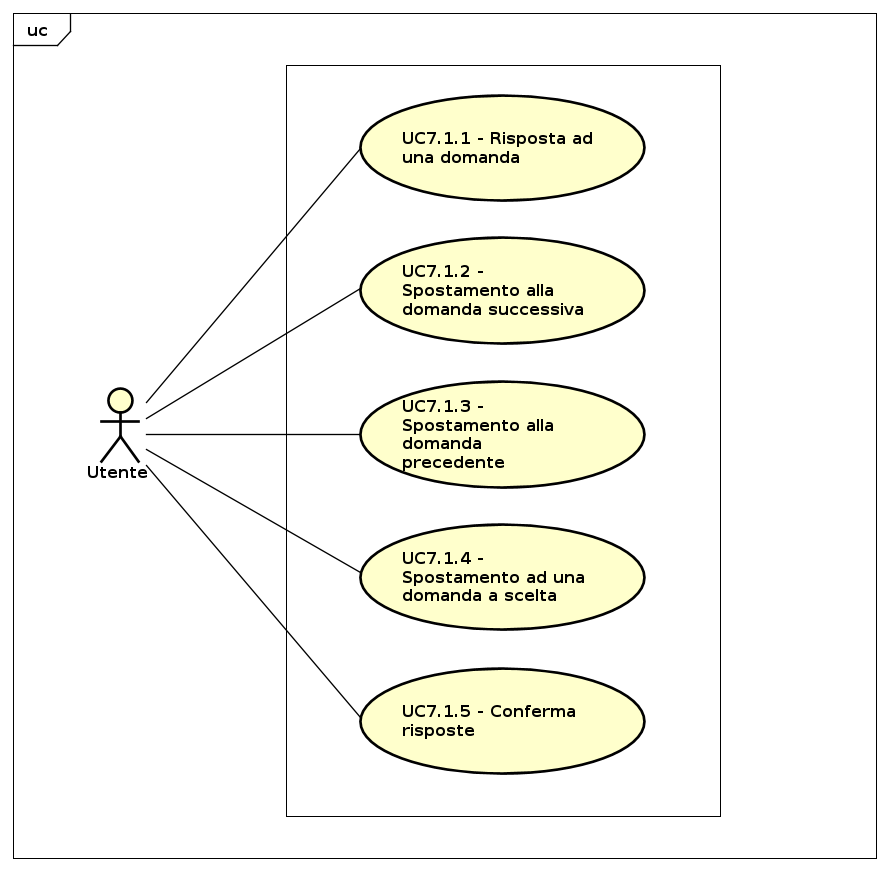 uc
UC7.1.1 - Risposta ad
una domanda
UC7.1.2 -
Spostamento alla
domanda successiva
UC7.1.3 -
Spostamento alla
domanda
precedente
Utente
UC7.1.4 -
Spostamento ad una
domanda a scelta
UC7.1.5 - Conferma
risposte